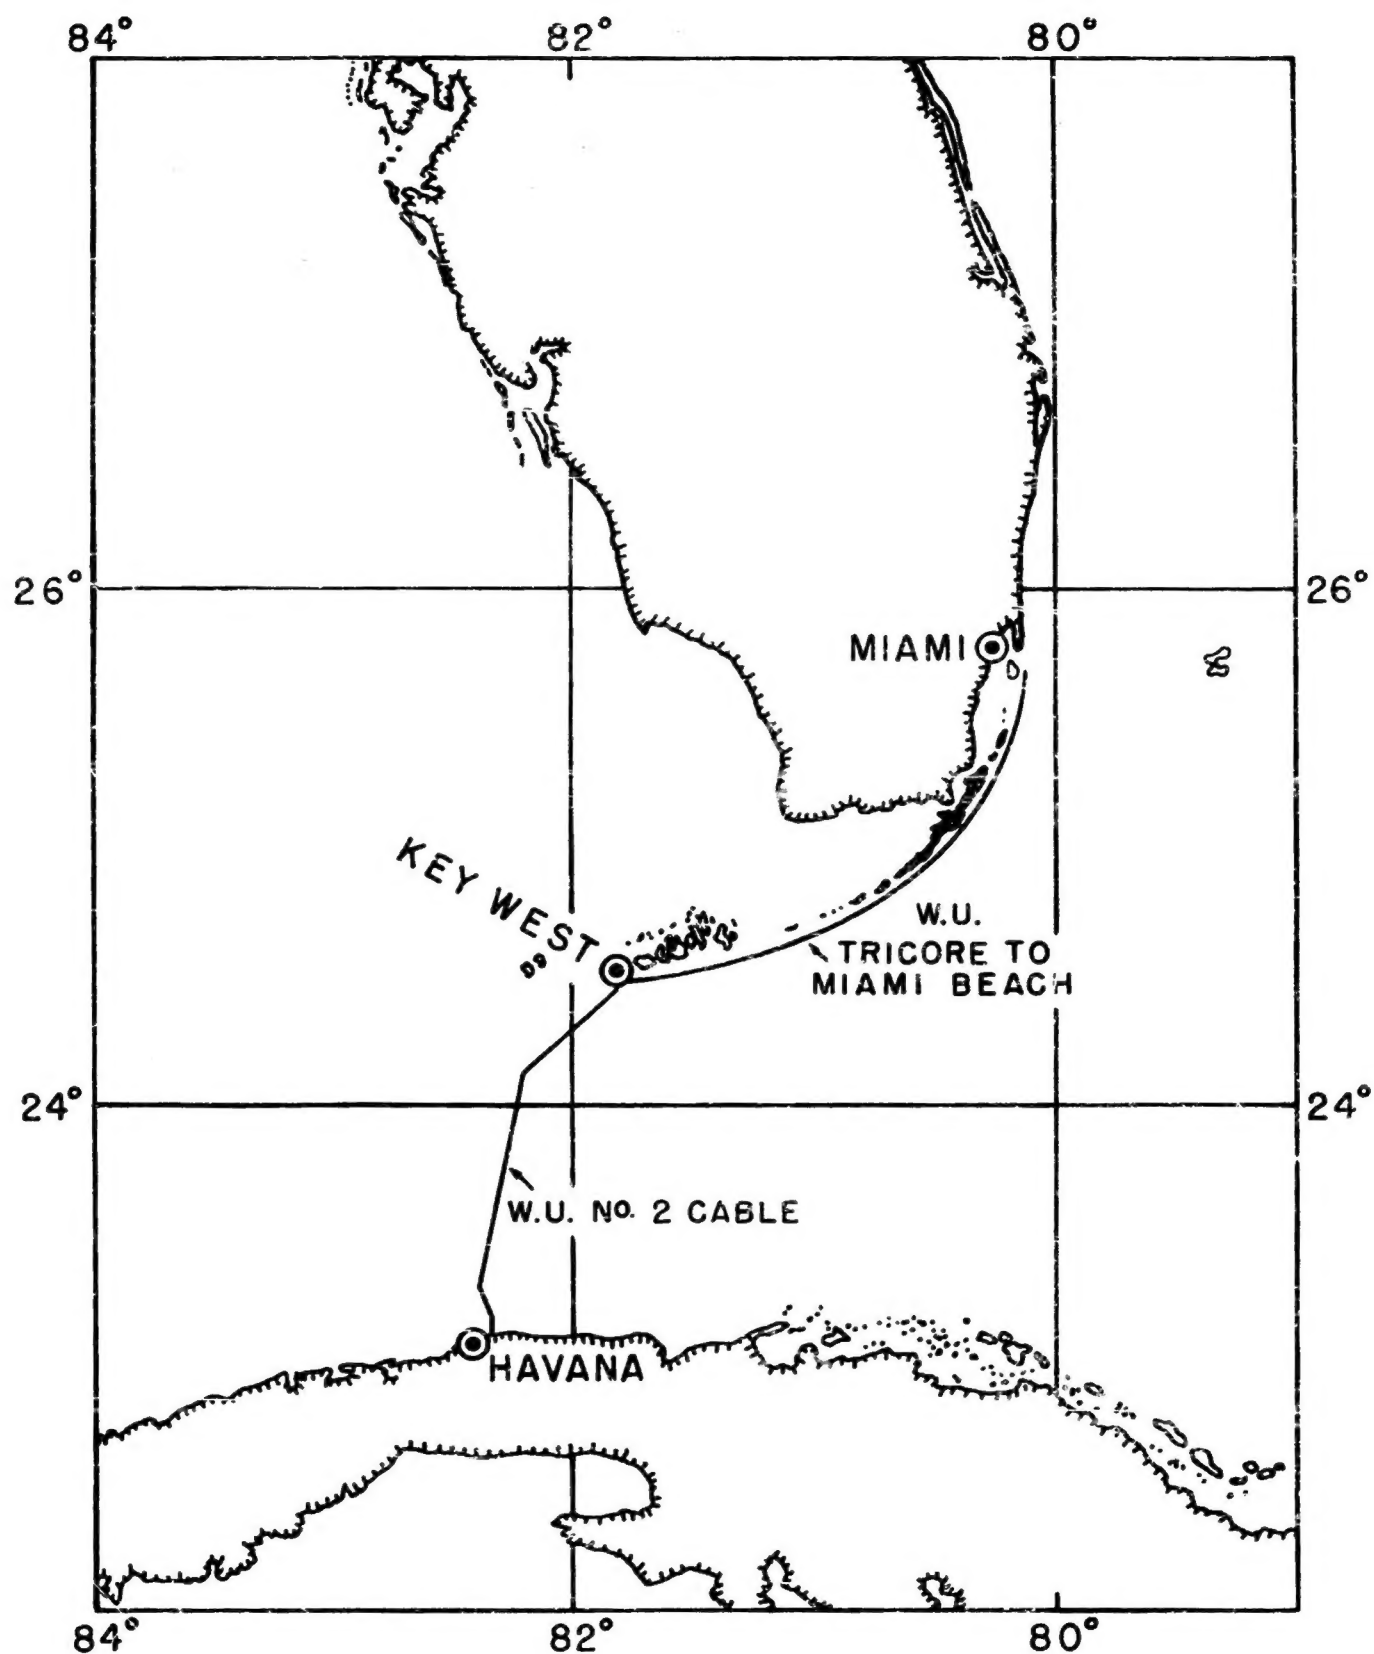 84° 82° 80°
26° 26°
MIAMI
KEY WEST
W.U.
TRICORE TO
MIAMI BEACH
24° 24°
W.U. NO. 2 CABLE
HAVANA
84° 82° 80°